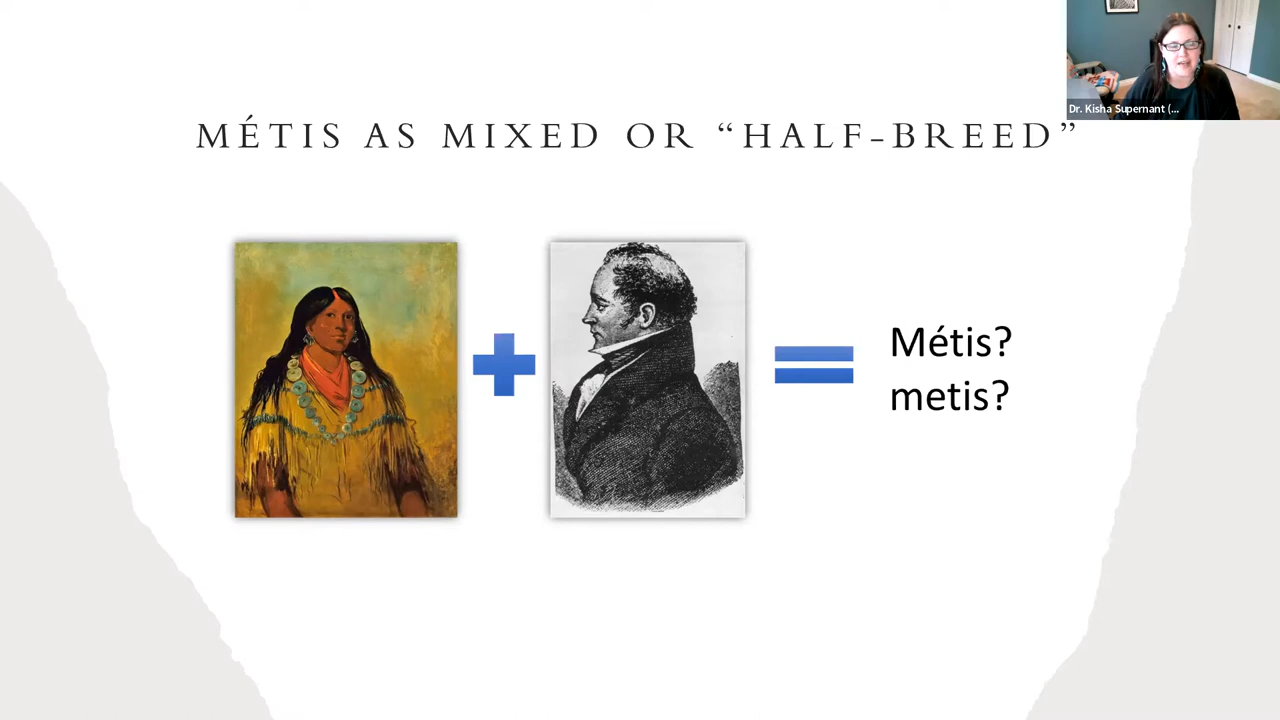 Dr. Kisha Supernant (...
MÉTIS AS MIXED OR “HALF-BREED”
Métis?
metis?